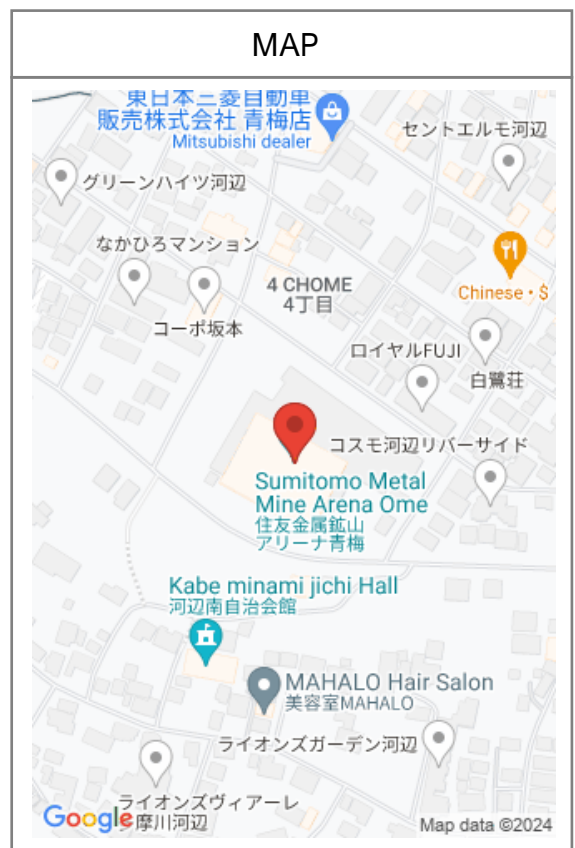 MAP
東日本三菱自動車
販売株式会社 青梅店
Mitsubishi dealer
セントエルモ河辺
グリーンハイツ河辺
なかひろマンション
4 CHOME
4丁目
Chinese・$
コーポ坂本
ロイヤルFUJI
白鷺荘
コスモ河辺リバーサイド
Sumitomo Metal
Mine Arena Ome
住友金属鉱山
アリーナ青梅
Kabe minami jichi Hall
河辺南自治会館
MAHALO Hair Salon
美容室MAHALO
ライオンズガーデン河辺
ライオンズヴィアーレ
多摩川河辺
Google
Map data ©2024